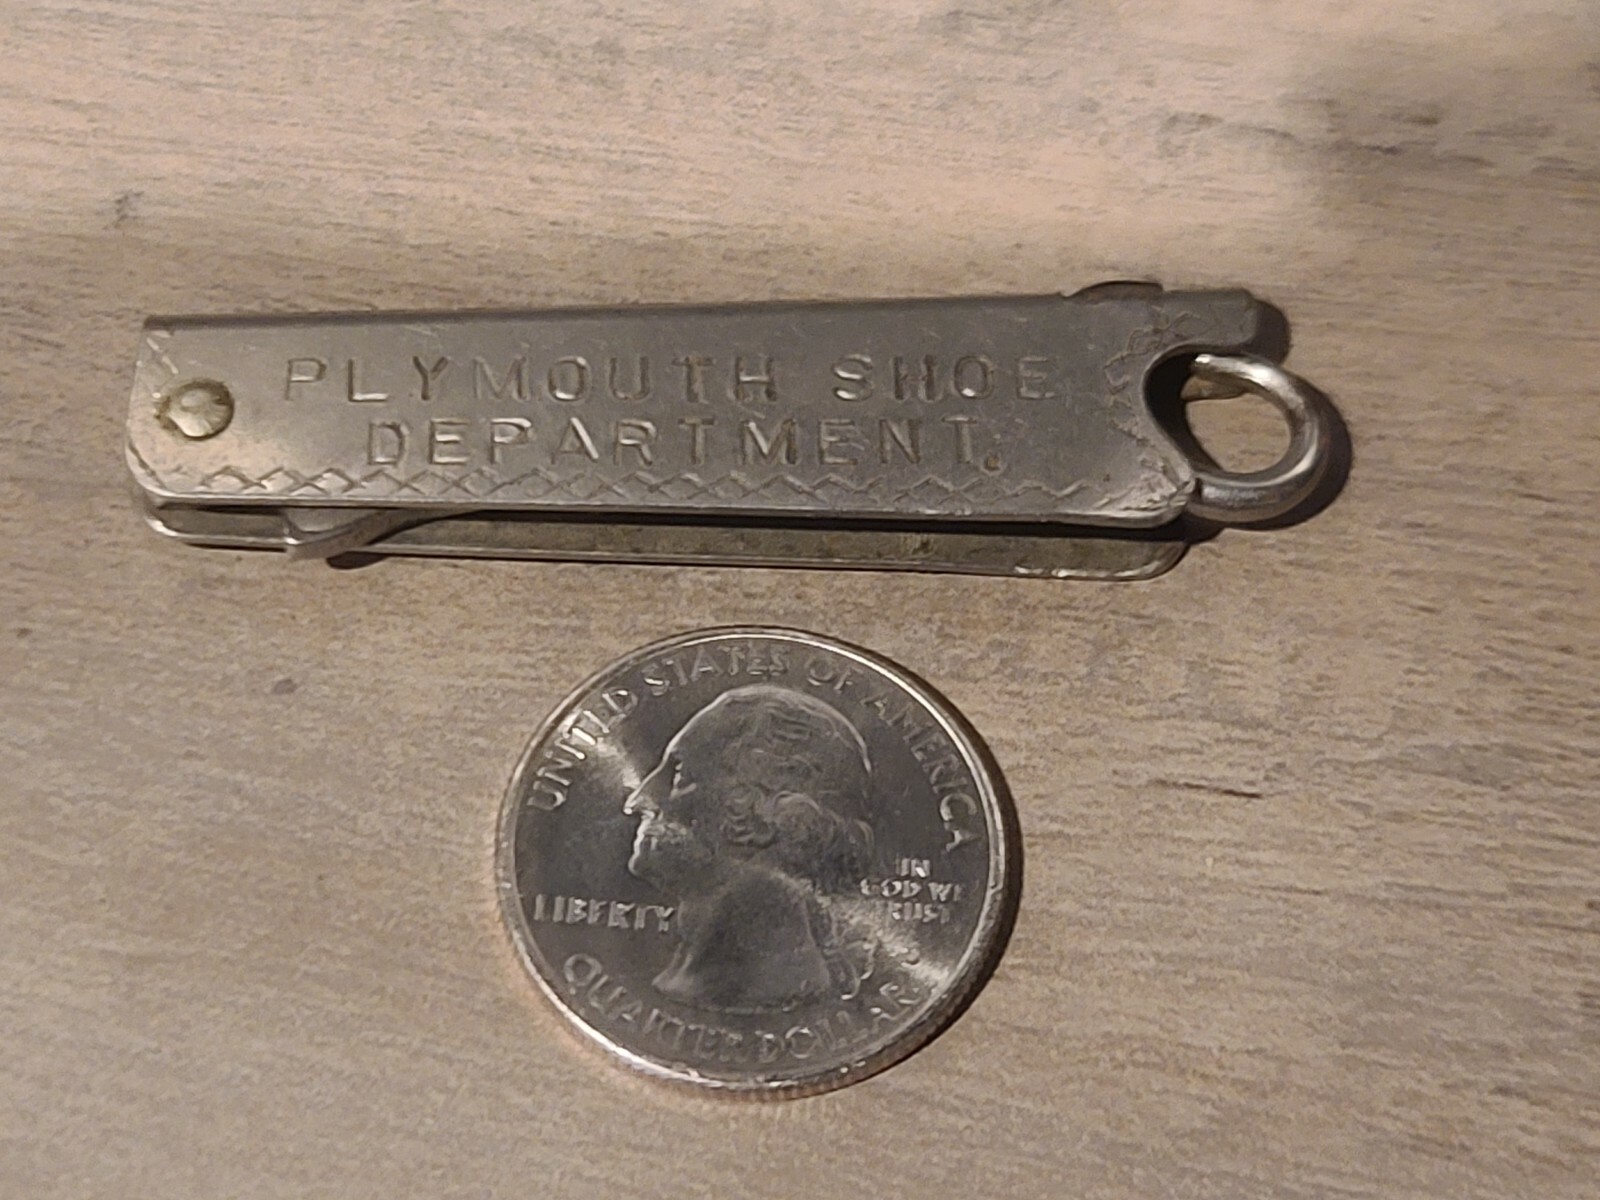 PLYMOUTH SHOE
DEPARTMENT.
UNITED STATES OF AMERICA
LIBERTY
IN
GOD WE
TRUST
QUARTER DOLLAR